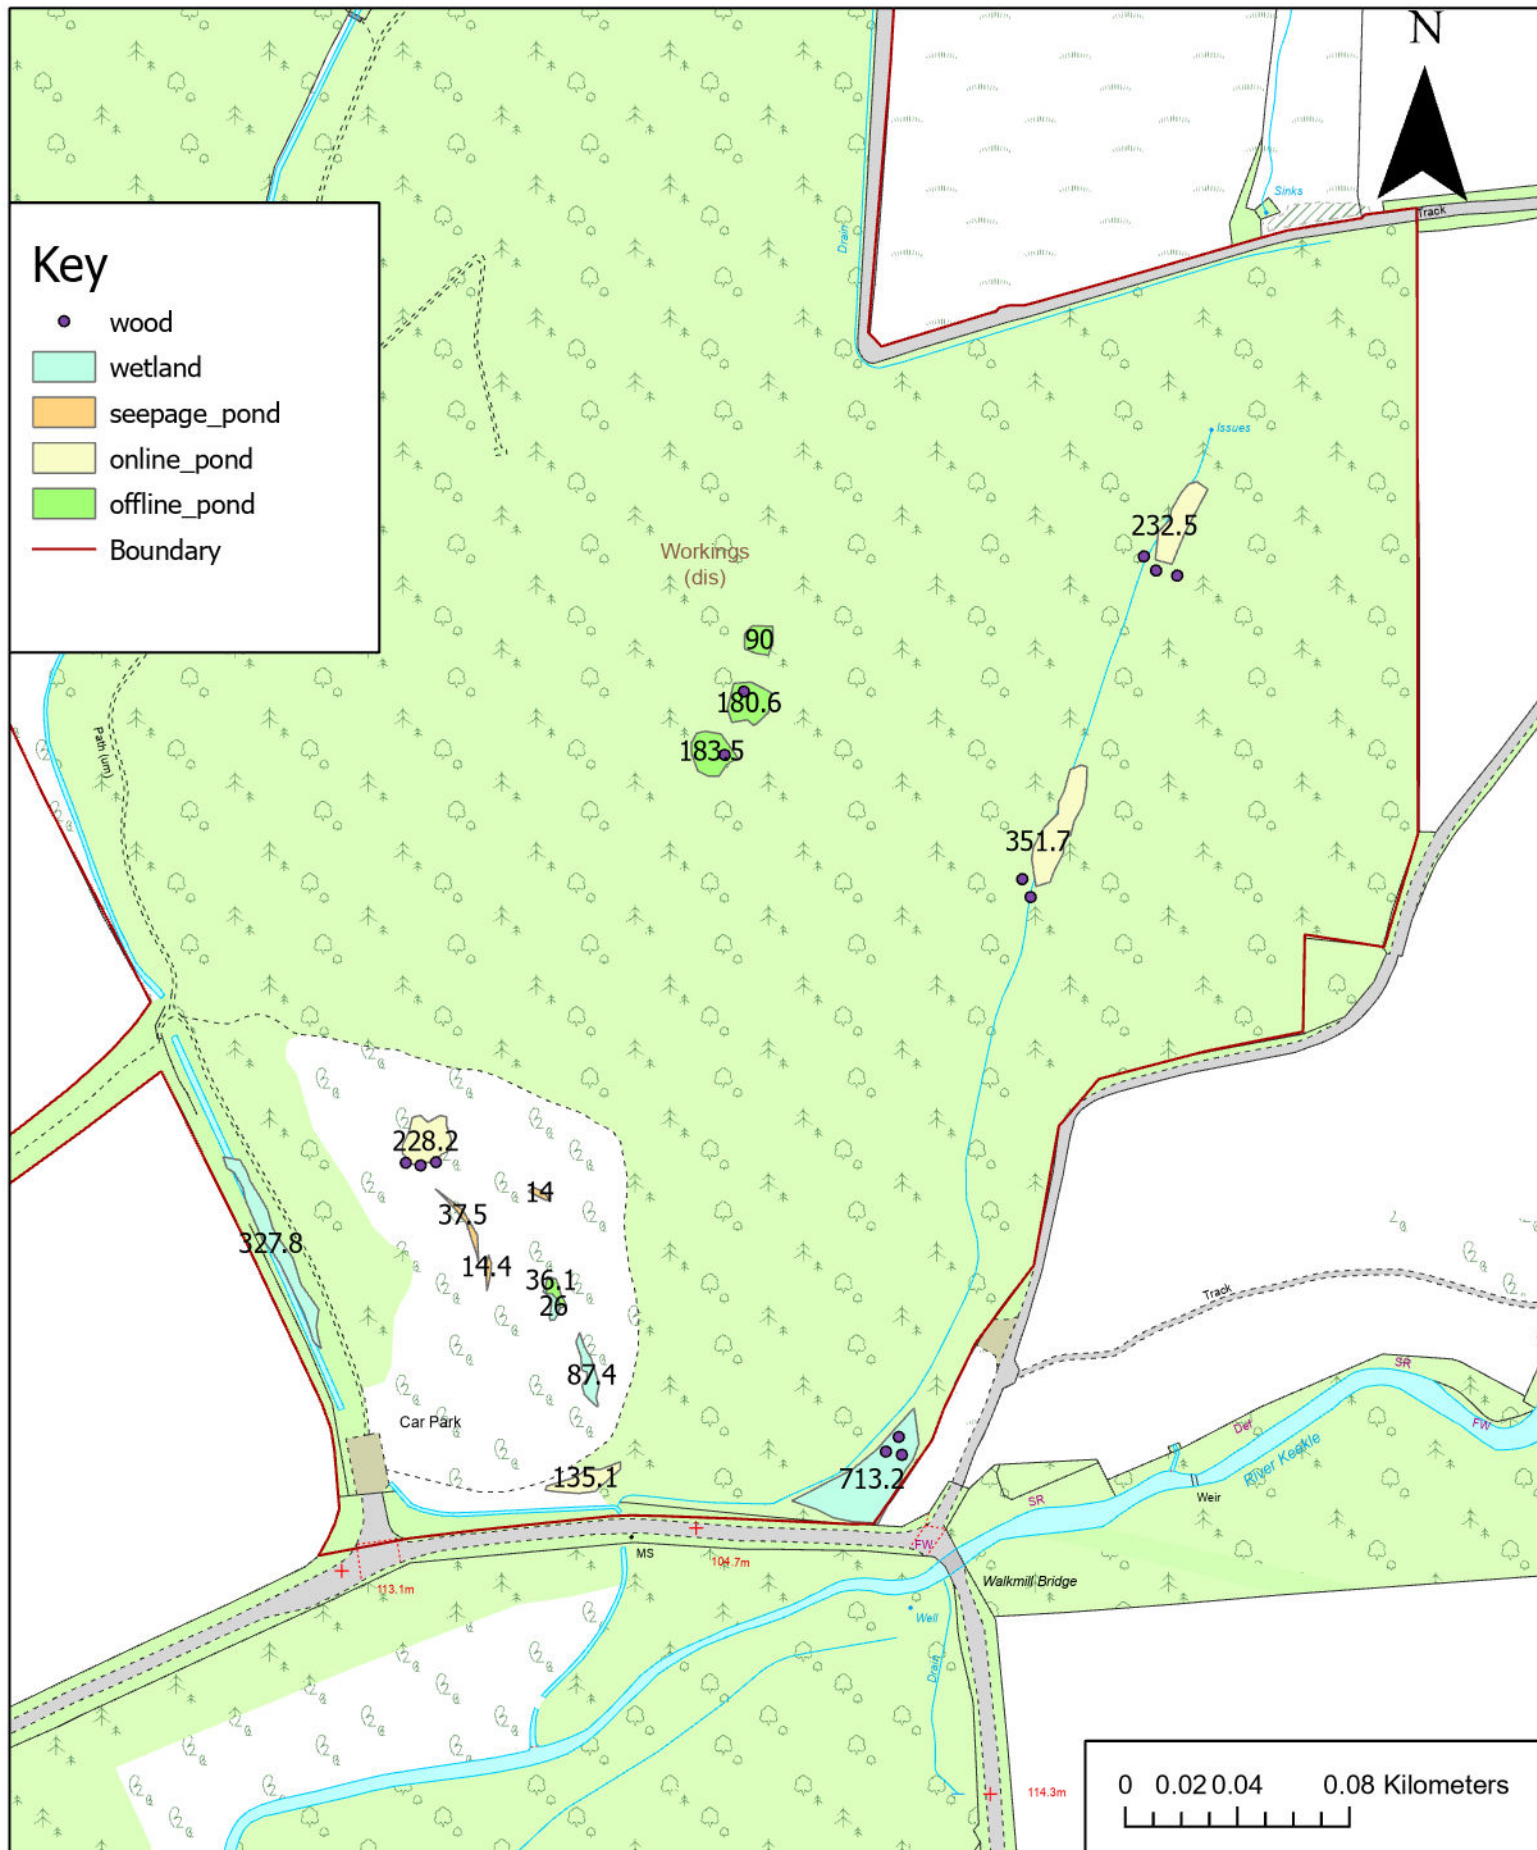 N
Sinks
Track
Drain
Key
wood
wetland
seepage_pond
online_pond
offline_pond
Boundary
Issues
232.5
Workings
(dis)
90
180.6
183.5
Path (um)
351.7
228.2
14
37.5
327.8
14.4
36.1
26
Track
87.4
SR
Car Park
Def
FW
River Keekle
135.1
713.2
Weir
SR
MS
FW
104.7m
113.1m
Walkmill Bridge
Well
Drain
0 0.02 0.04 0.08 Kilometers
114.3m